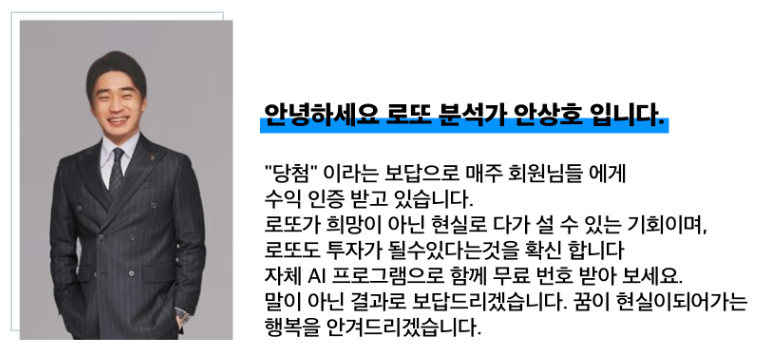 안녕하세요 로또 분석가 안상호 입니다.
"당첨" 이라는 보답으로 매주 회원님들 에게
수익 인증 받고 있습니다.
로또가 희망이 아닌 현실로 다가 설 수 있는 기회이며,
로또도 투자가 될수있다는것을 확신 합니다
자체 AI 프로그램으로 함께 무료 번호 받아 보세요.
말이 아닌 결과로 보답드리겠습니다. 꿈이 현실이되어가는
행복을 안겨드리겠습니다.